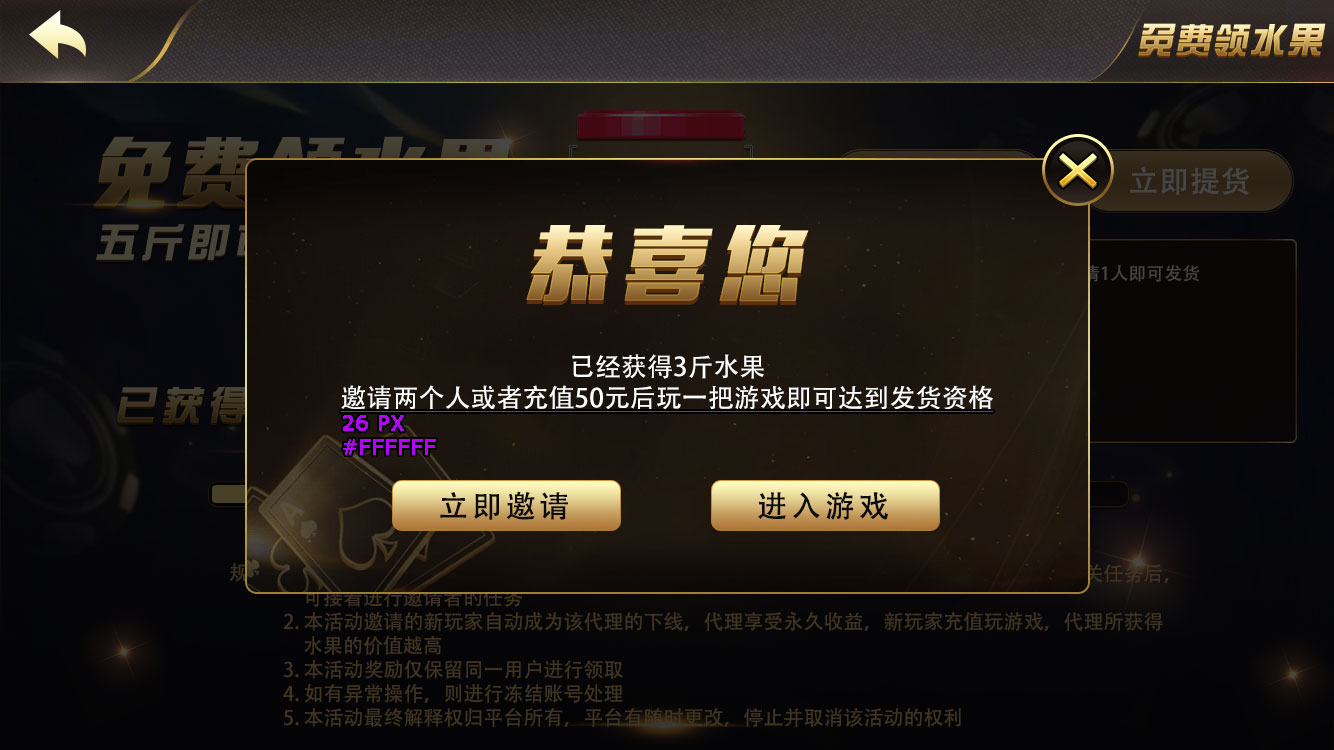 免费领水果
免费领水果
立即提货
五斤即可
请1人即可发货
恭喜您
已经获得3斤水果
邀请两个人或者充值50元后玩一把游戏即可达到发货资格
26 PX
#FFFFFF
已获得
立即邀请
进入游戏
规
关任务后,
可接着进行邀请者的任务
2. 本活动邀请的新玩家自动成为该代理的下线, 代理享受永久收益, 新玩家充值玩游戏, 代理所获得
水果的价值越高
3. 本活动奖励仅保留同一用户进行领取
4. 如有异常操作, 则进行冻结账号处理
5. 本活动最终解释权归平台所有, 平台有随时更改, 停止并取消该活动的权利